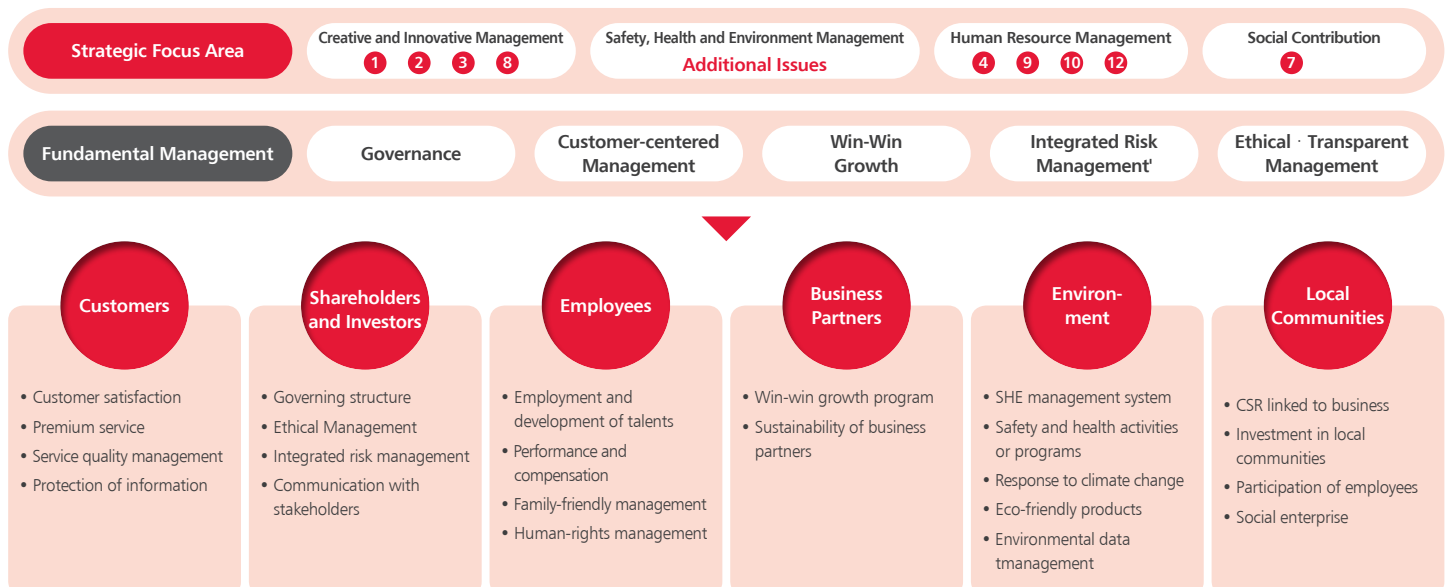 Strategic Focus Area
Creative and Innovative Management
1 2 3 8
Safety, Health and Environment Management
Additional Issues
Human Resource Management
4 9 10 12
Social Contribution
7
Fundamental Management
Governance
Customer-centered
Management
Win-Win
Growth
Integrated Risk
Management'
Ethical · Transparent
Management
Customers
• Customer satisfaction
• Premium service
• Service quality management
• Protection of information
Shareholders
and Investors
• Governing structure
• Ethical Management
• Integrated risk management
• Communication with
stakeholders
Employees
• Employment and
development of talents
• Performance and
compensation
• Family-friendly management
• Human-rights management
Business
Partners
• Win-win growth program
• Sustainability of business
partners
Environ-
ment
• SHE management system
• Safety and health activities
or programs
• Response to climate change
• Eco-friendly products
• Environmental data
tmanagement
Local
Communities
• CSR linked to business
• Investment in local
communities
• Participation of employees
• Social enterprise